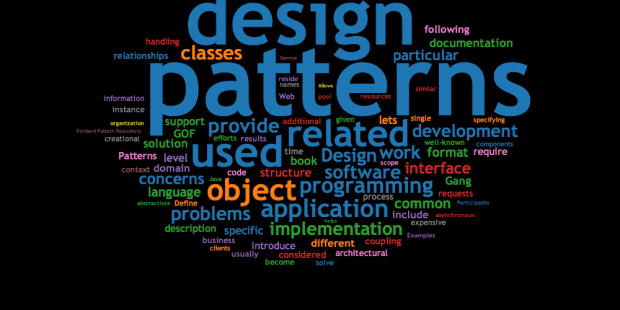 design
following
handling
documentation
classes
relationships
Gamma
particular
patterns
reside
names
Allows
similar
Web
pool
resources
information
instance
organization
support
provide
additional
given
lets
single
specifying
Portland Pattern Repository
GOF
related
development
creational
efforts
results
solution
used
time
well-known
components
Patterns
level
book
Design
work
format
require
context
domain
code
scope
structure
software
interface
concerns
Java
Gang
language
object
programming
process
requests
abstractions
Define
common
Participants
problems
application
include
asynchronous
helps
expensive
description
specific
implementation
Examples
business
introduce
different
coupling
clients
usually
considered
architectural
become
solve